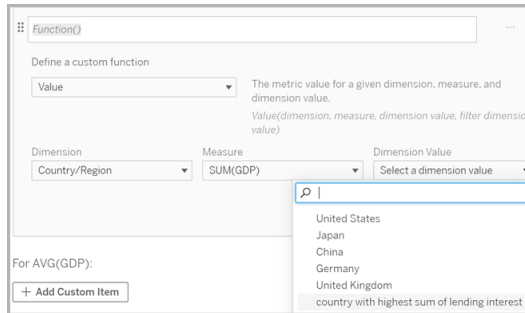 Function()
Define a custom function
Value
The metric value for a given dimension, measure, and
dimension value.
Value(dimension, measure, dimension value, filter dimension
value)
Dimension
Measure
Dimension Value
Country/Region
SUM(GDP)
Select a dimension value
United States
Japan
China
For AVG(GDP):
Germany
United Kingdom
+ Add Custom Item
country with highest sum of lending interest